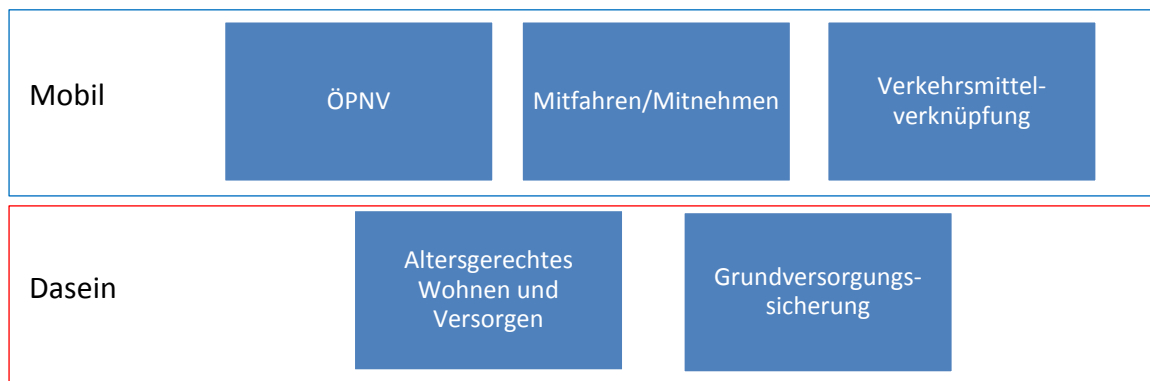 Mobil
ÖPNV
Mitfahren/Mitnehmen
Verkehrsmittel-
verknüpfung
Dasein
Altersgerechtes
Wohnen und
Versorgen
Grundversorgungs-
sicherung